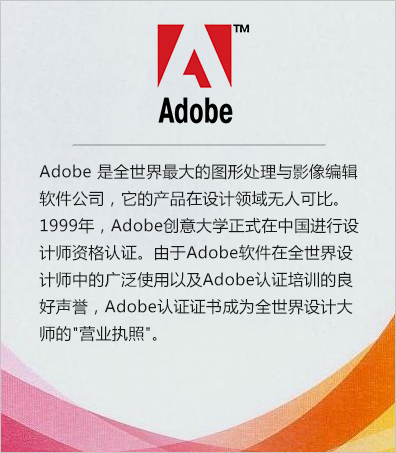 TM
Adobe
Adobe 是全世界最大的图形处理与影像编辑
软件公司，它的产品在设计领域无人可比。
1999年，Adobe创意大学正式在中国进行设
计师资格认证。由于Adobe软件在全世界设
计师中的广泛使用以及Adobe认证培训的良
好声誉，Adobe认证证书成为全世界设计大
师的"营业执照"。